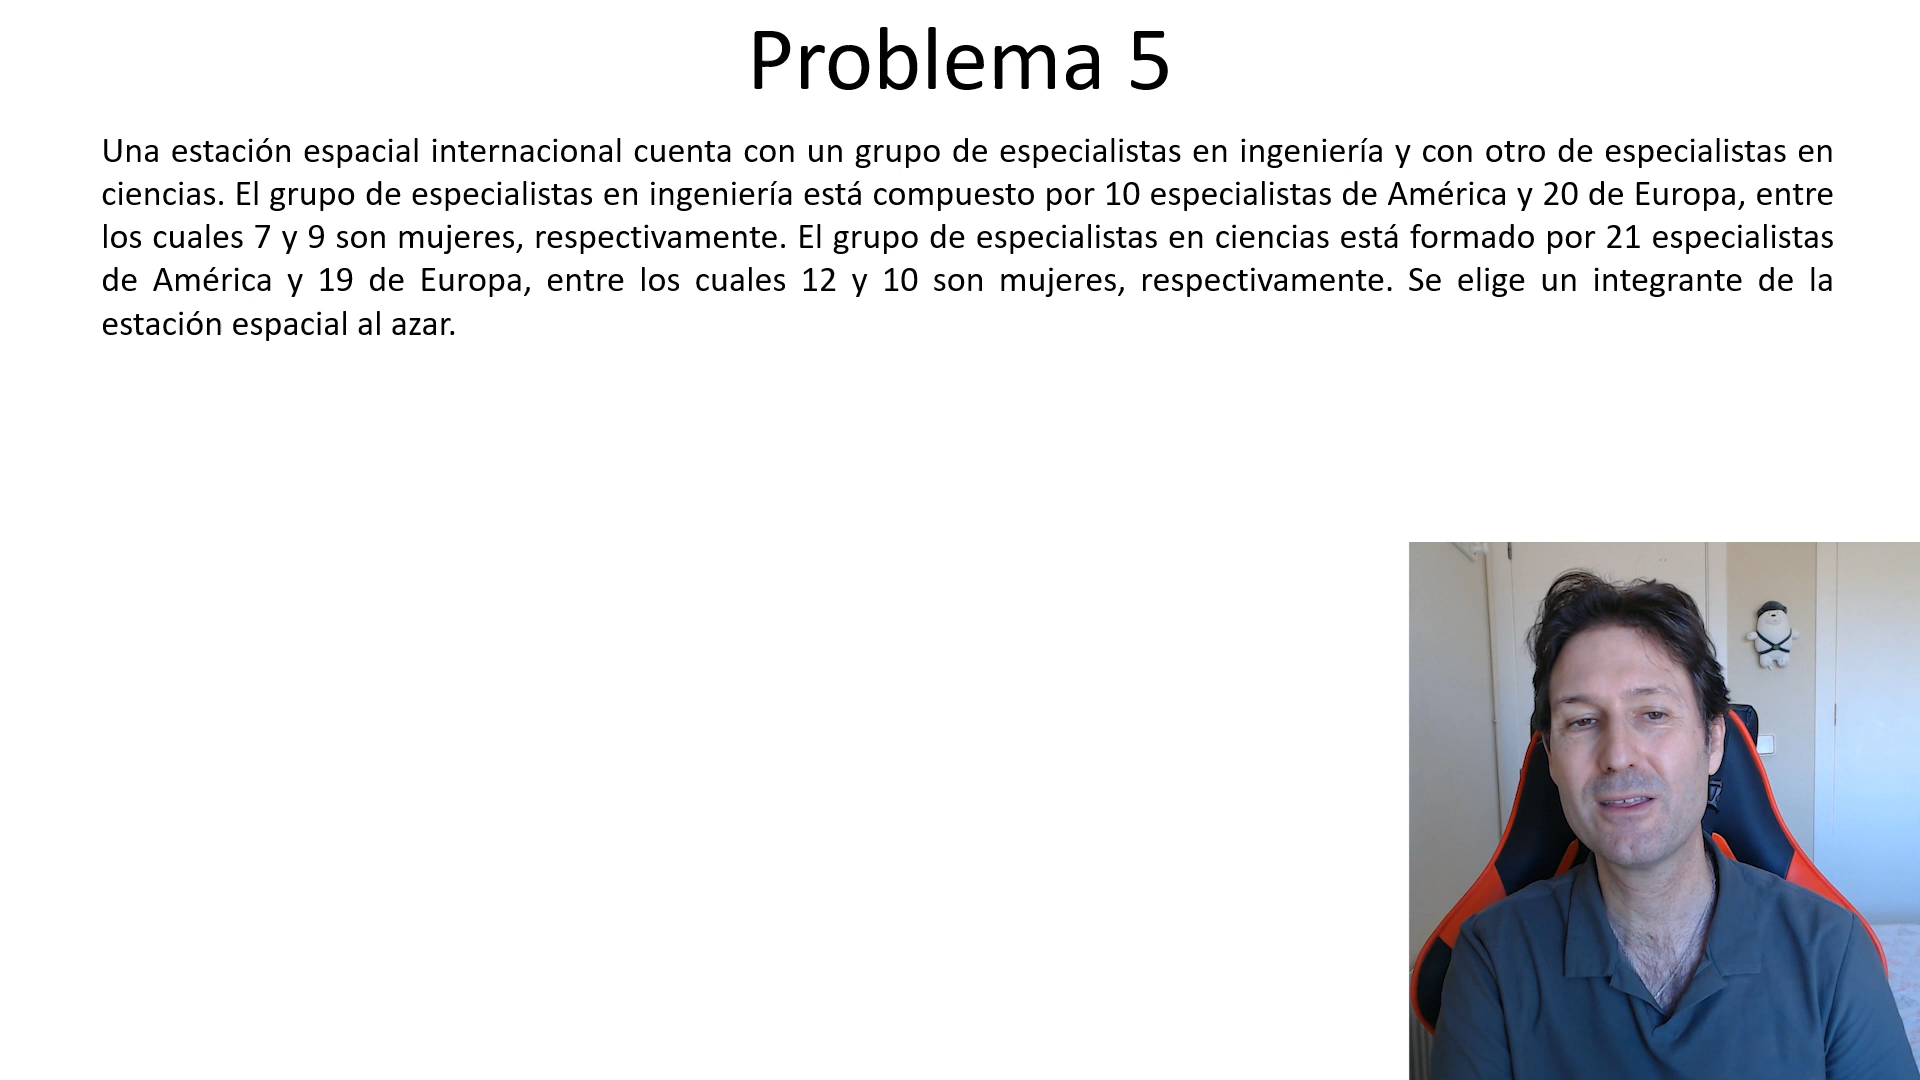 Problema 5
Una estación espacial internacional cuenta con un grupo de especialistas en ingeniería y con otro de especialistas en
ciencias. El grupo de especialistas en ingeniería está compuesto por 10 especialistas de América y 20 de Europa, entre
los cuales 7 y 9 son mujeres, respectivamente. El grupo de especialistas en ciencias está formado por 21 especialistas
de América y 19 de Europa, entre los cuales 12 y 10 son mujeres, respectivamente. Se elige un integrante de la
estación espacial al azar.